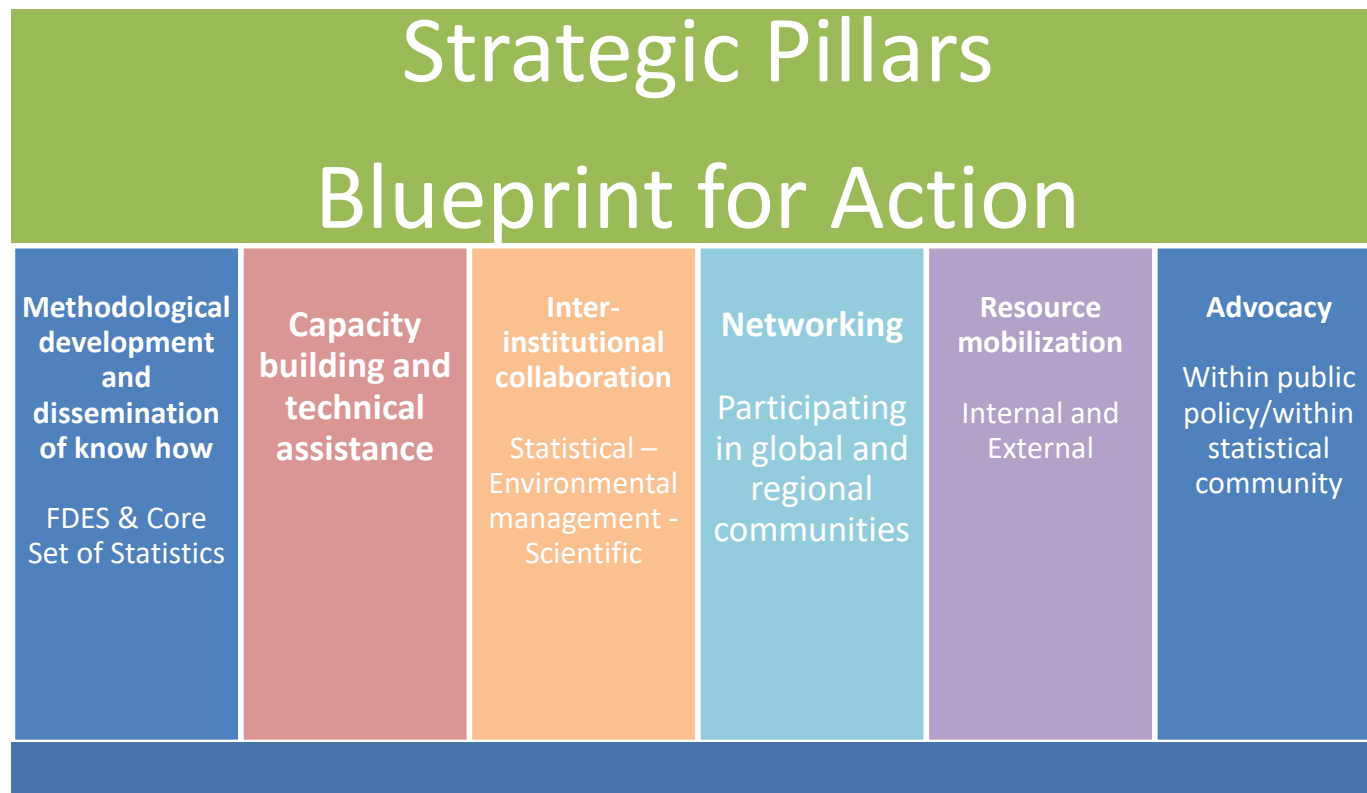 Strategic Pillars
Blueprint for Action
Methodological
development
and
dissemination
of know how
FDES & Core
Set of Statistics
Capacity
building and
technical
assistance
Inter-
institutional
collaboration
Statistical –
Environmental
management -
Scientific
Networking
Participating
in global and
regional
communities
Resource
mobilization
Internal and
External
Advocacy
Within public
policy/within
statistical
community